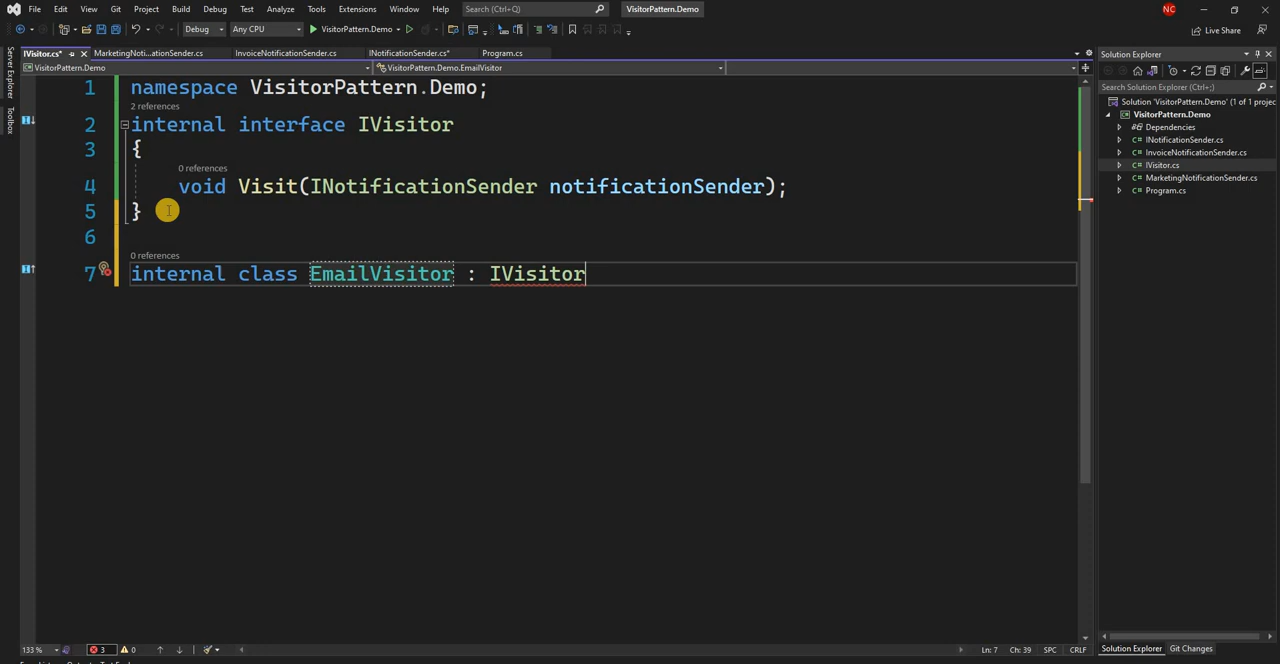 File Edit View Git Project Build Debug Test Analyze Tools Extensions Window Help Search (Ctrl+Q) VisitorPattern.Demo NC
Debug Any CPU VisitorPattern.Demo Live Share
IVisitor.cs* MarketingNoti...ationSender.cs InvoiceNotificationSender.cs INotificationSender.cs* Program.cs
VisitorPattern.Demo VisitorPattern.Demo.EmailVisitor
Server Explorer
Toolbox
1 namespace VisitorPattern.Demo;
2 references
2 internal interface IVisitor
3 {
0 references
4 void Visit(INotificationSender notificationSender);
5 }
6
0 references
7 internal class EmailVisitor : IVisitor
133 % 3 0 Ln: 7 Ch: 39 SPC CRLF
Solution Explorer
Search Solution Explorer (Ctrl+;)
Solution 'VisitorPattern.Demo' (1 of 1 projec
VisitorPattern.Demo
Dependencies
C# INotificationSender.cs
C# InvoiceNotificationSender.cs
C# IVisitor.cs
C# MarketingNotificationSender.cs
C# Program.cs
Solution Explorer Git Changes